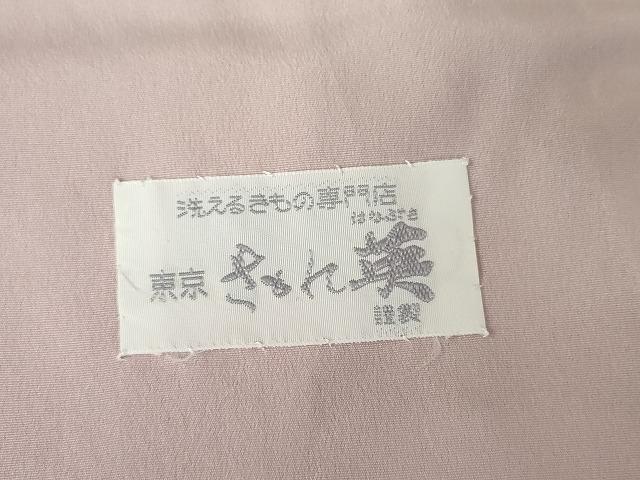 洗えるきもの専門店
はなぶさ
東京 きもの英
謹製